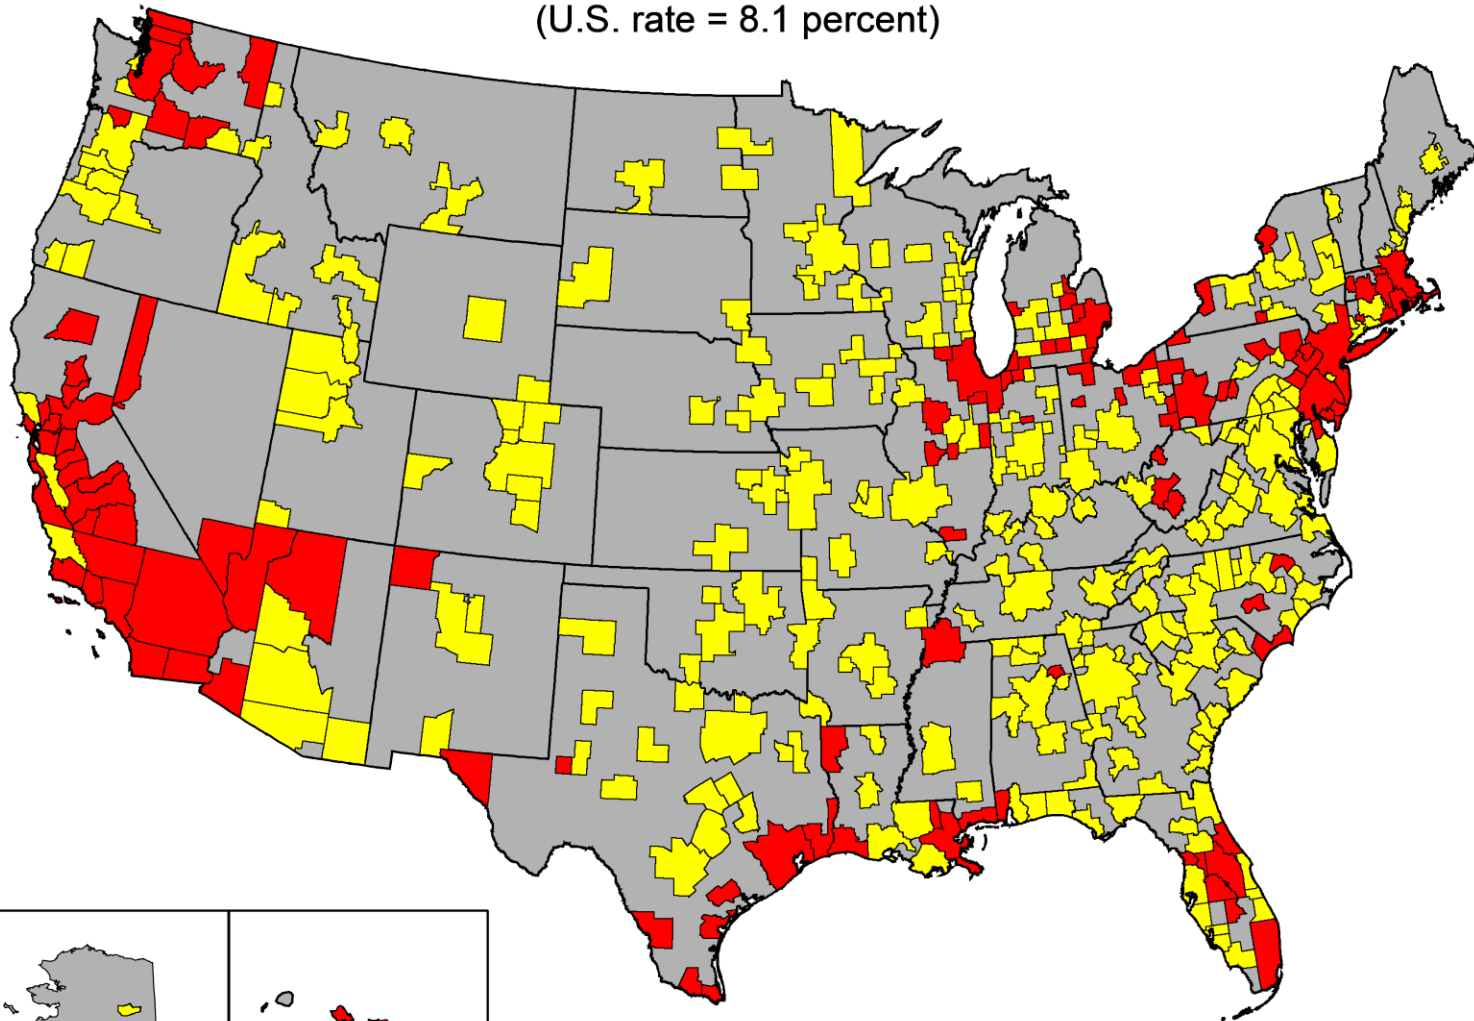 (U.S. rate = 8.1 percent)